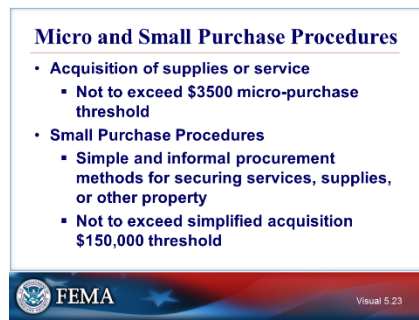 Micro and Small Purchase Procedures
• Acquisition of supplies or service
▪ Not to exceed $3500 micro-purchase
threshold
• Small Purchase Procedures
▪ Simple and informal procurement
methods for securing services, supplies,
or other property
▪ Not to exceed simplified acquisition
$150,000 threshold
FEMA
Visual 5.23